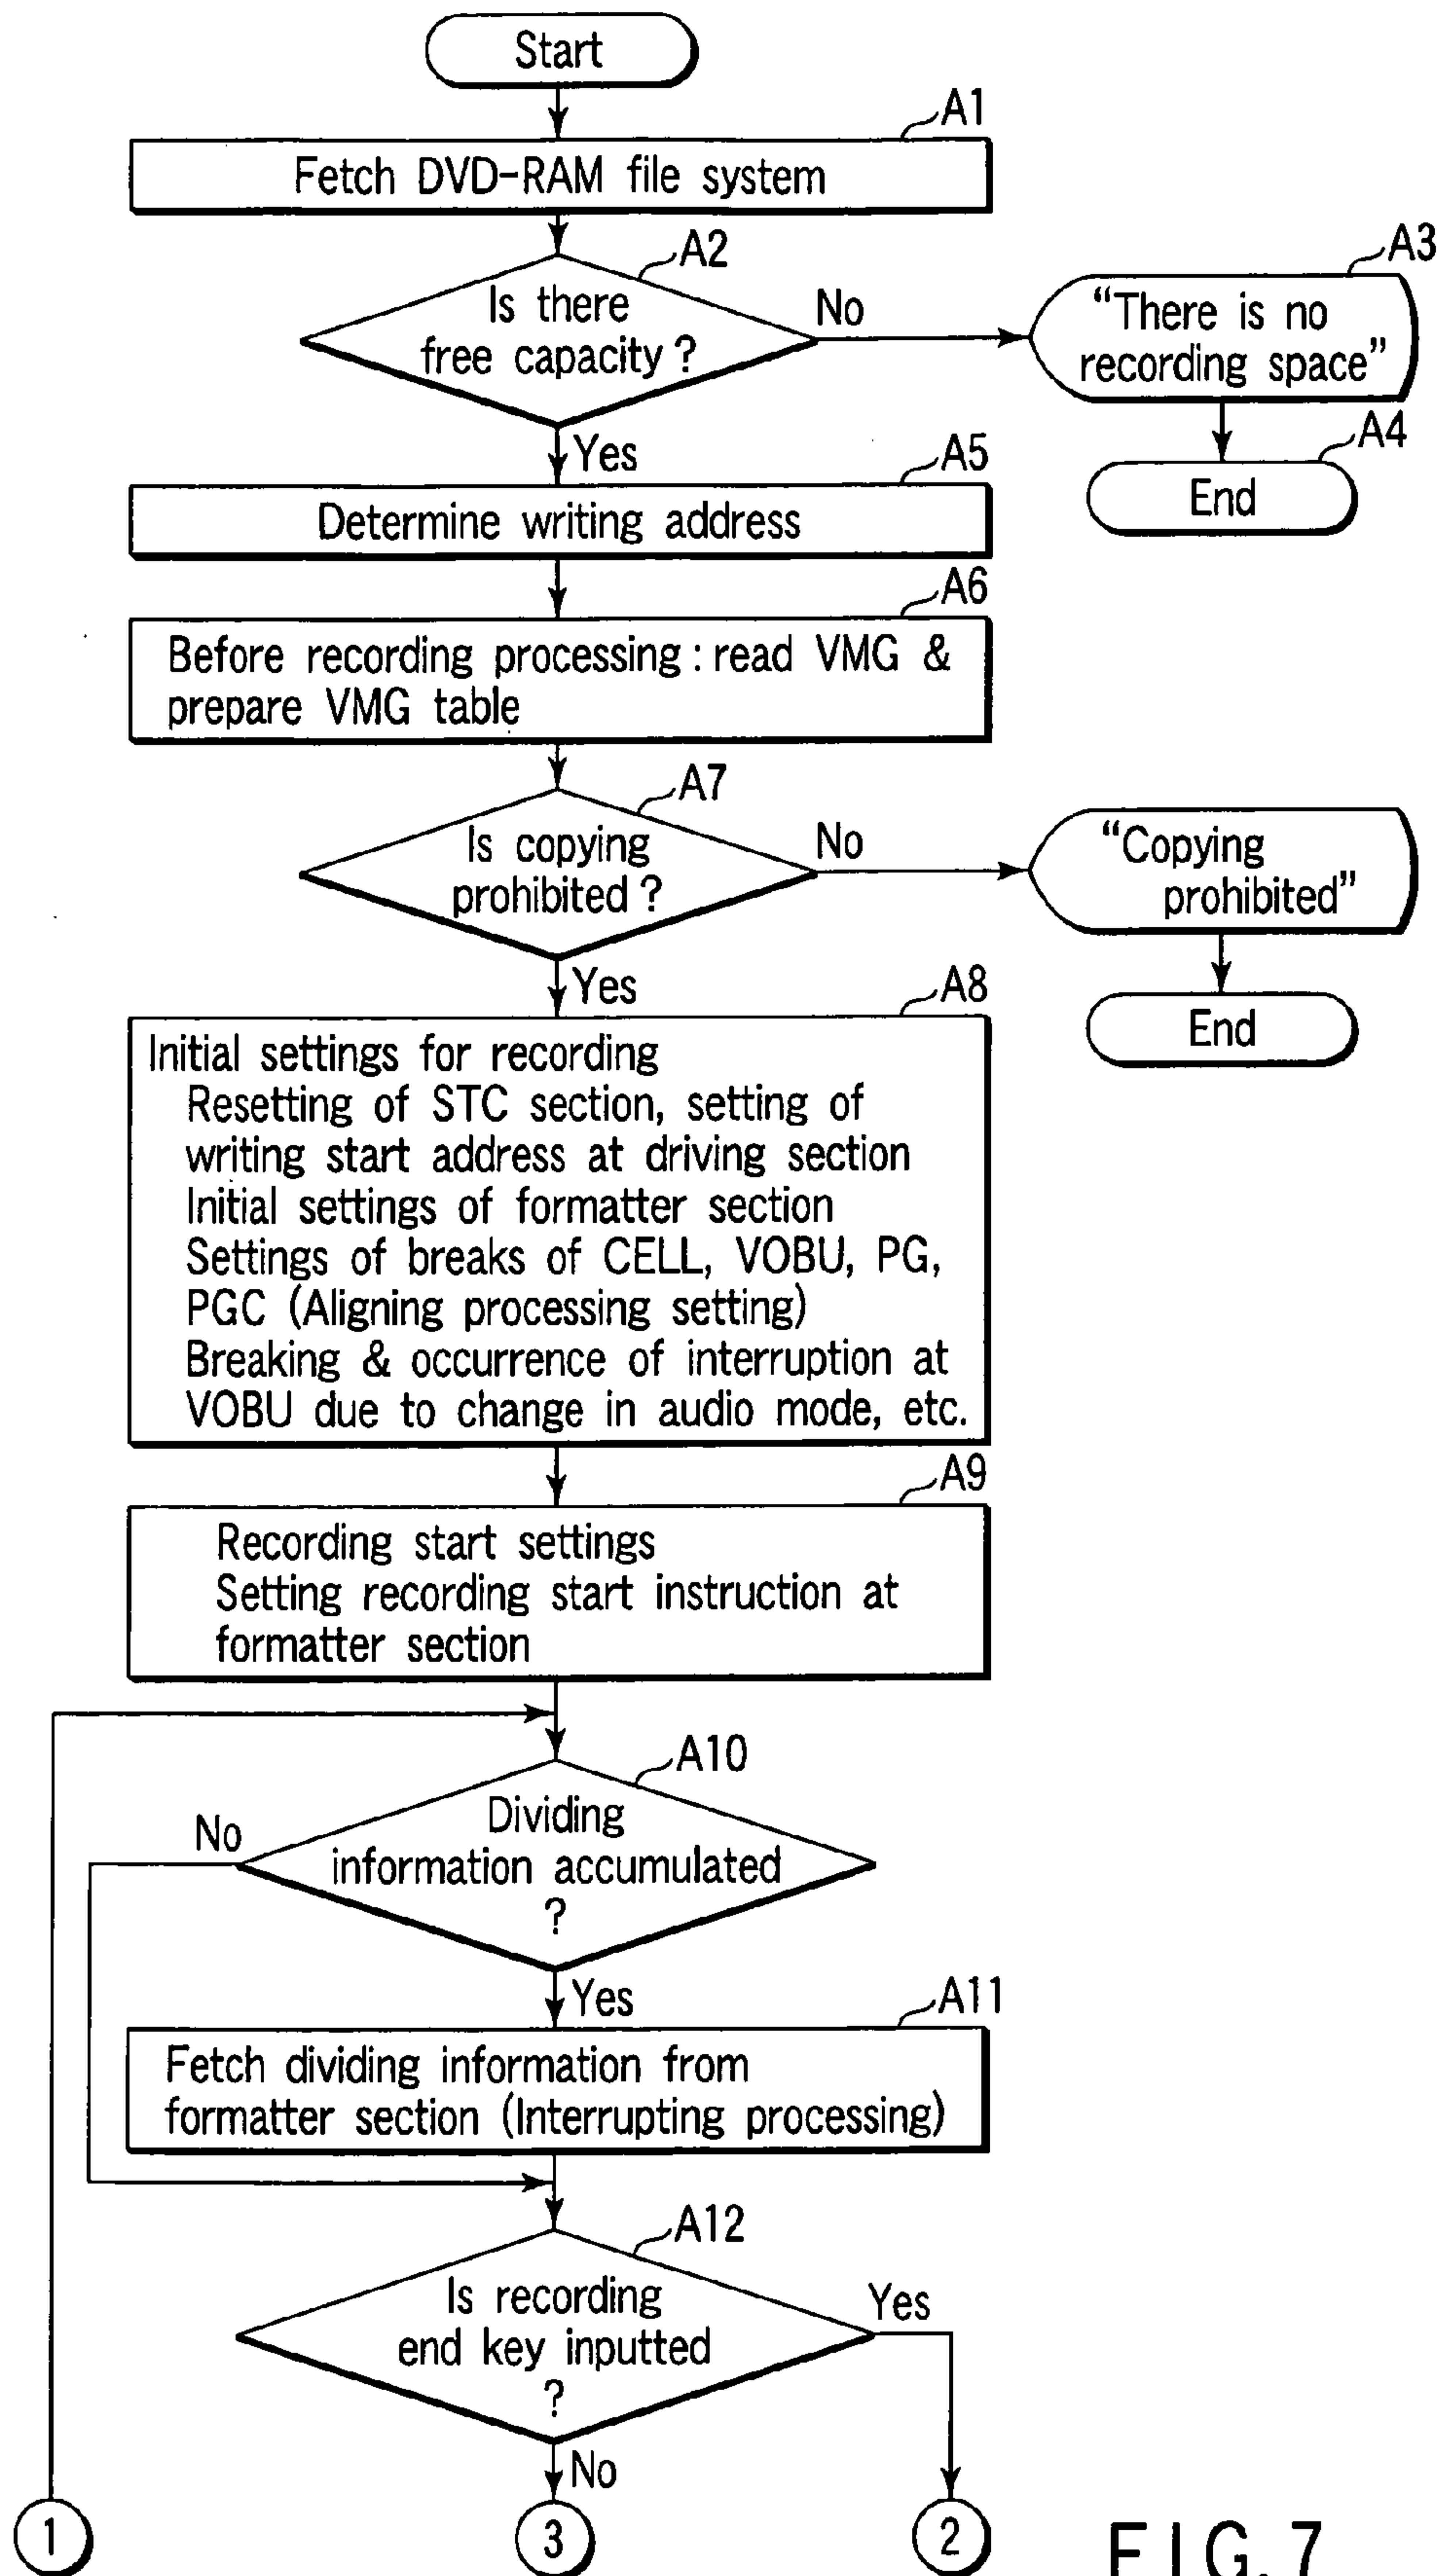 Start
A1
Fetch DVD-RAM file system
A2
Is there
free capacity ?
No
A3
“There is no
recording space”
Yes
A4
End
A5
Determine writing address
A6
Before recording processing : read VMG &
prepare VMG table
A7
Is copying
prohibited ?
No
“Copying
prohibited”
Yes
End
A8
Initial settings for recording
Resetting of STC section, setting of
writing start address at driving section
Initial settings of formatter section
Settings of breaks of CELL, VOBU, PG,
PGC (Aligning processing setting)
Breaking & occurrence of interruption at
VOBU due to change in audio mode, etc.
A9
Recording start settings
Setting recording start instruction at
formatter section
A10
Dividing
information accumulated
?
No
Yes
A11
Fetch dividing information from
formatter section (Interrupting processing)
A12
Is recording
end key inputted
?
Yes
No
1
3
2
FIG. 7